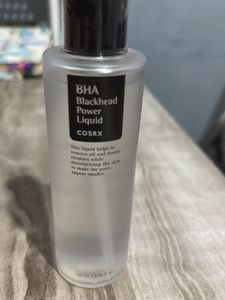 BHA
Blackhead
Power
Liquid
COSRX
This liquid helps to
remove oil and deeply
cleanses while
moisturizing the skin
to make the pores
appear smaller.